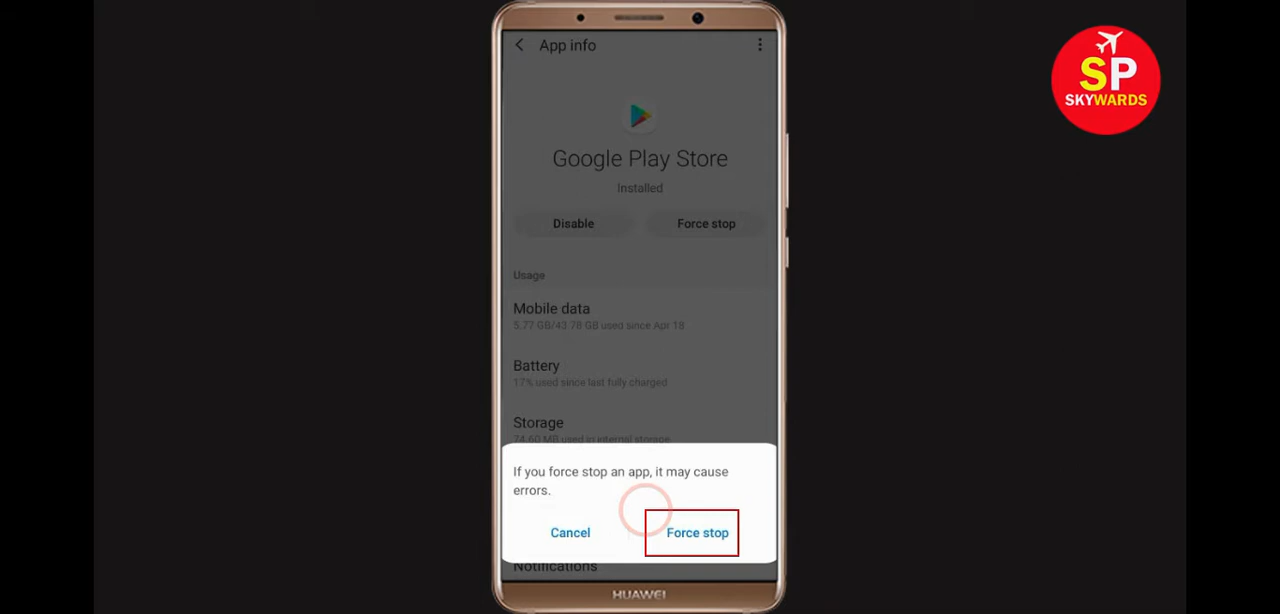 App info
SP
SKYWARDS
Google Play Store
Installed
Disable
Force stop
Usage
Mobile data
5.77 GB/43.78 GB used since Apr 18
Battery
17% used since last fully charged
Storage
74.60 MB used in internal storage
If you force stop an app, it may cause
errors.
Cancel
Force stop
Notifications
HUAWEI